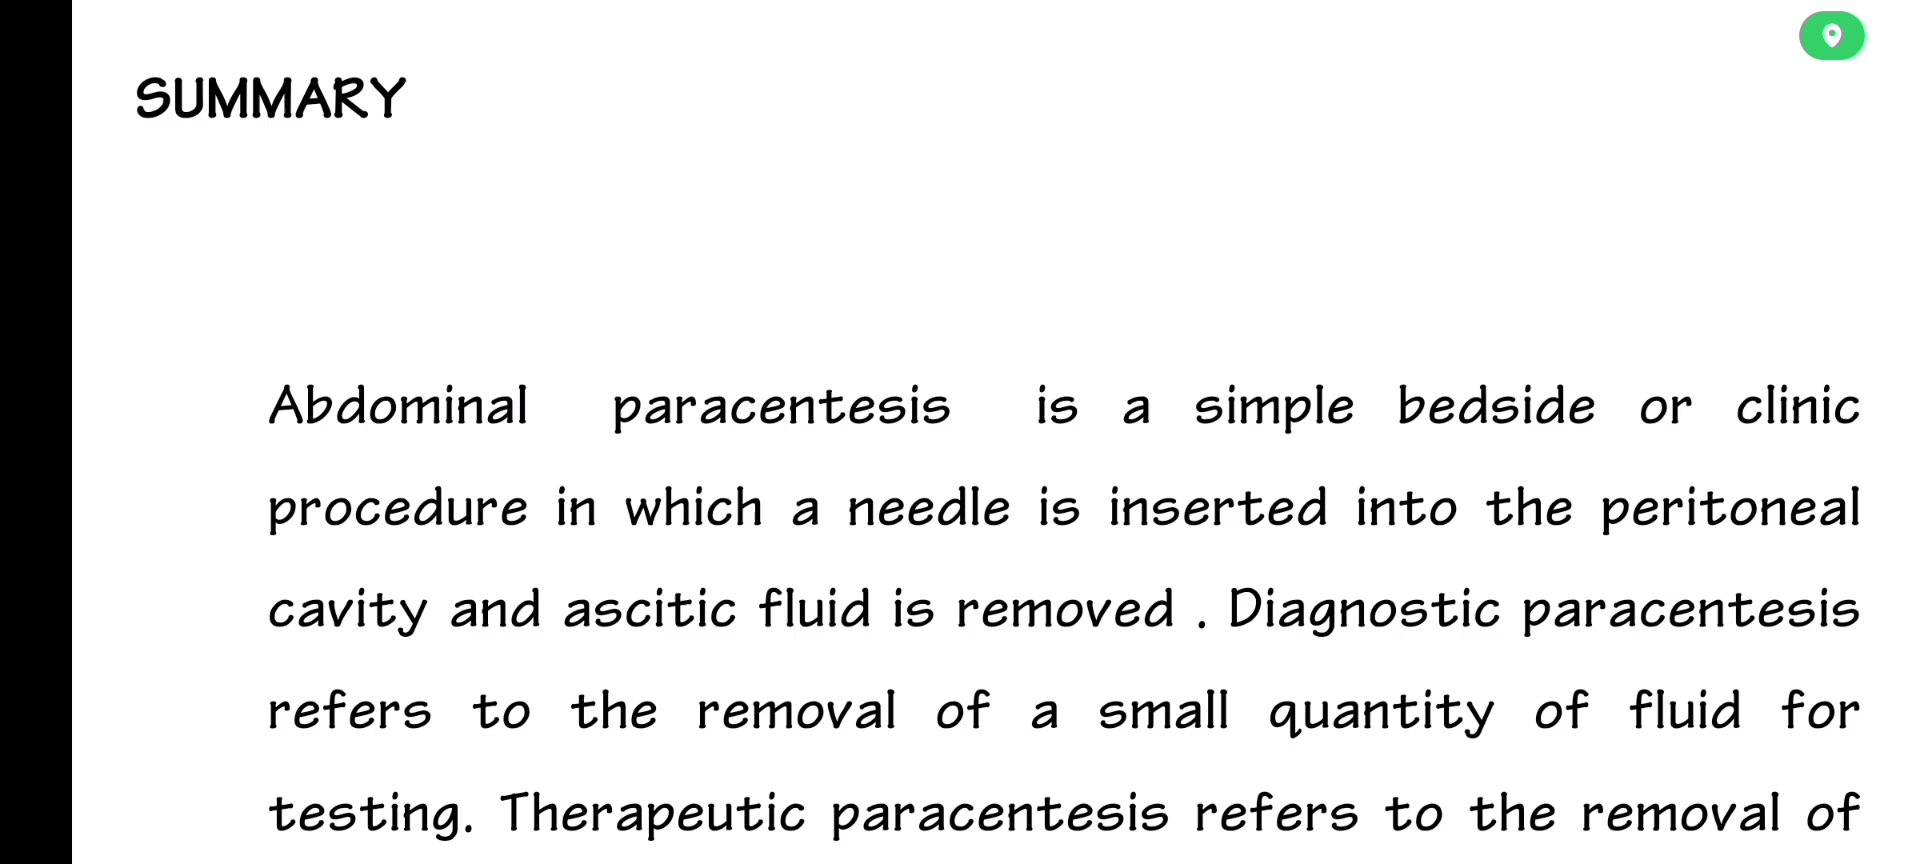 SUMMARY
Abdominal paracentesis is a simple bedside or clinic
procedure in which a needle is inserted into the peritoneal
cavity and ascitic fluid is removed . Diagnostic paracentesis
refers to the removal of a small quantity of fluid for
testing. Therapeutic paracentesis refers to the removal of